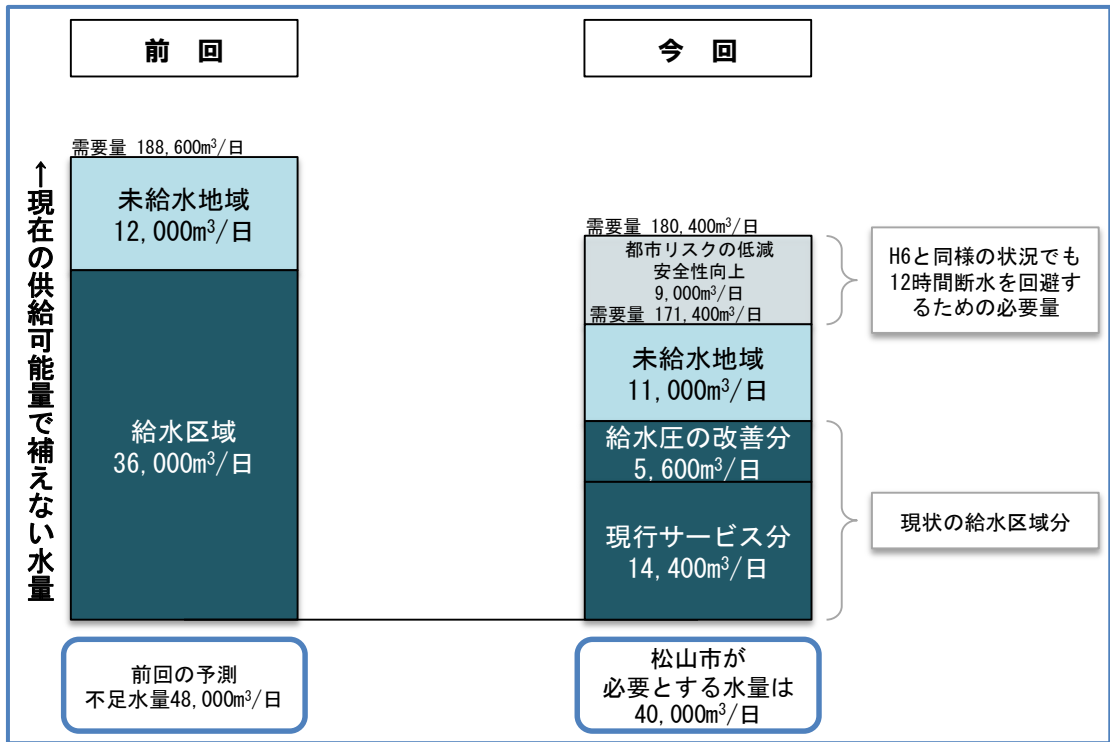 前　回
今　回
↑現在の供給可能量で補えない水量
需要量 188,600m³/日
未給水地域
12,000m³/日
給水区域
36,000m³/日
前回の予測
不足水量48,000m³/日
需要量 180,400m³/日
都市リスクの低減
安全性向上
9,000m³/日
需要量 171,400m³/日
未給水地域
11,000m³/日
給水圧の改善分
5,600m³/日
現行サービス分
14,400m³/日
松山市が
必要とする水量は
40,000m³/日
H6と同様の状況でも
12時間断水を回避す
るための必要量
現状の給水区域分